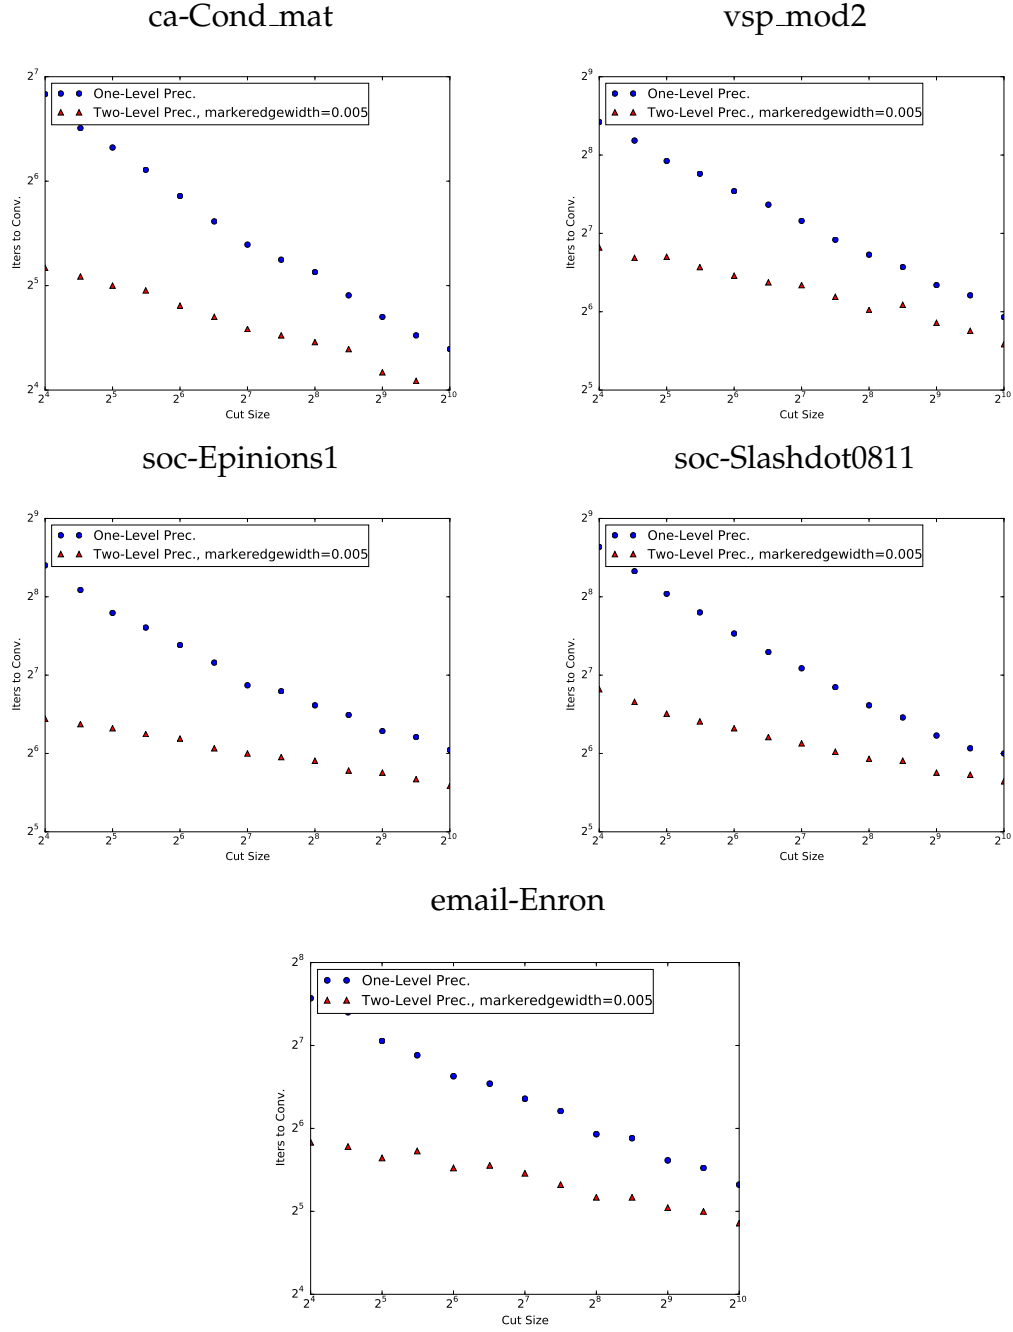 ca-Cond_mat
2^7
2^6
2^5
2^4
Iters to Conv.
One-Level Prec.
Two-Level Prec., markeredgewidth=0.005
2^4 2^5 2^6 2^7 2^8 2^9 2^10
Cut Size
vsp_mod2
2^9
2^8
2^7
2^6
2^5
Iters to Conv.
One-Level Prec.
Two-Level Prec., markeredgewidth=0.005
2^4 2^5 2^6 2^7 2^8 2^9 2^10
Cut Size
soc-Epinions1
2^9
2^8
2^7
2^6
2^5
Iters to Conv.
One-Level Prec.
Two-Level Prec., markeredgewidth=0.005
2^4 2^5 2^6 2^7 2^8 2^9 2^10
Cut Size
soc-Slashdot0811
2^9
2^8
2^7
2^6
2^5
Iters to Conv.
One-Level Prec.
Two-Level Prec., markeredgewidth=0.005
2^4 2^5 2^6 2^7 2^8 2^9 2^10
Cut Size
email-Enron
2^8
2^7
2^6
2^5
2^4
Iters to Conv.
One-Level Prec.
Two-Level Prec., markeredgewidth=0.005
2^4 2^5 2^6 2^7 2^8 2^9 2^10
Cut Size